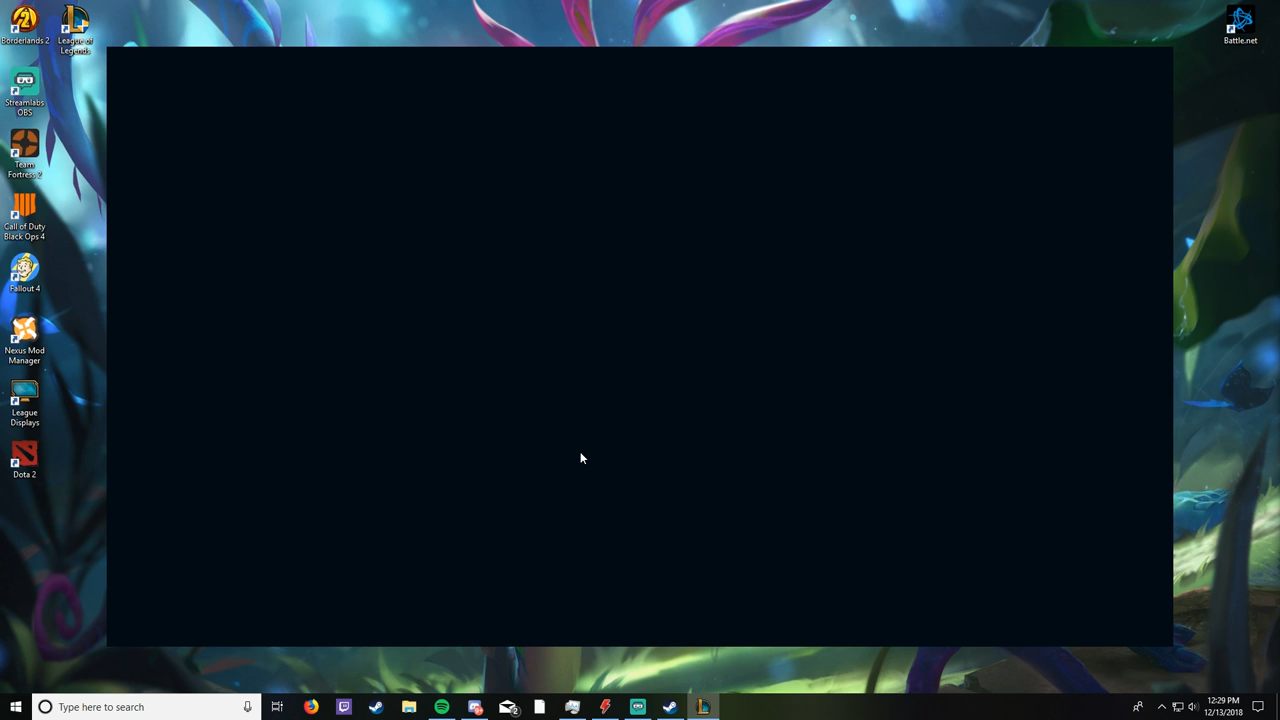 Borderlands 2
League of
Legends
Battle.net
Streamlabs
OBS
Team
Fortress 2
Call of Duty
Black Ops 4
Fallout 4
Nexus Mod
Manager
League
Displays
Dota 2
Type here to search
2
12:29 PM
12/13/2018